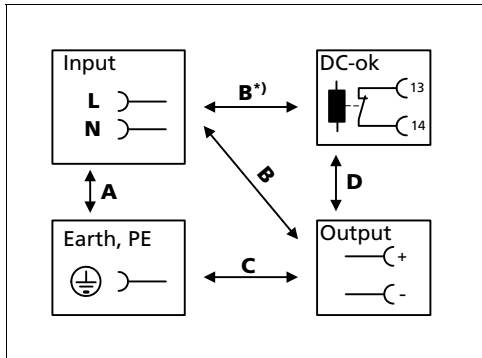 Input
L
N
B*)
DC-ok
13
14
A
B
D
Earth, PE
C
Output
+
-